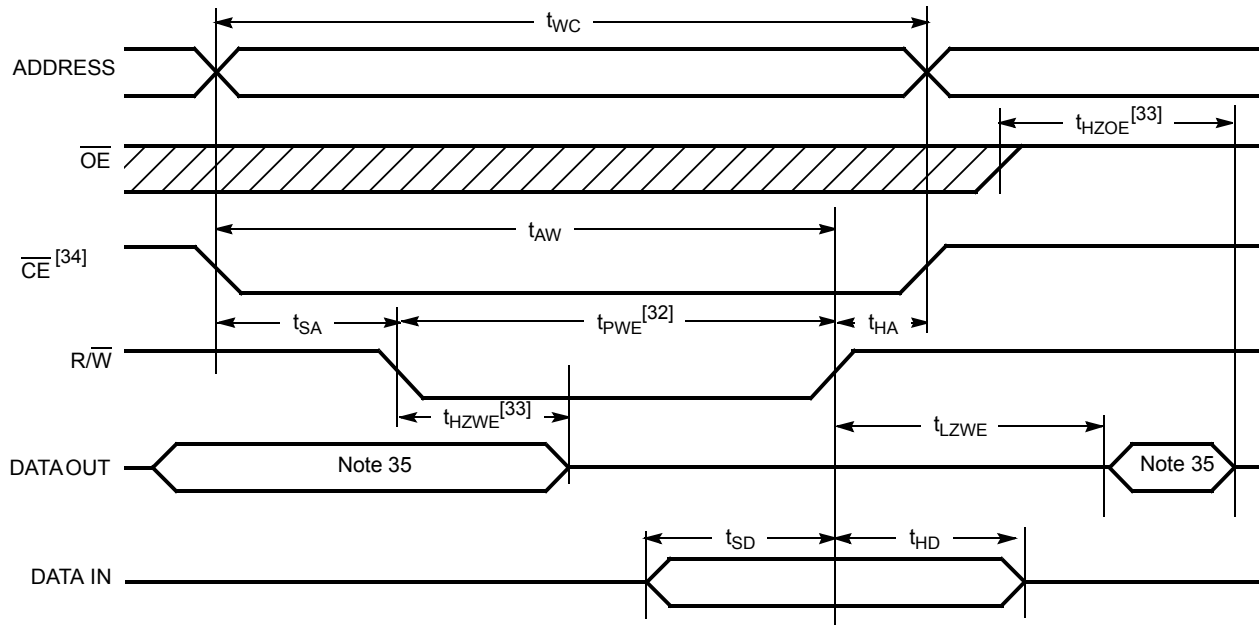 tWC
ADDRESS
tHZOE[33]
OE
tAW
CE [34]
tSA
tPWE[32]
tHA
R/W
tHZWE[33]
tLZWE
DATA OUT
Note 35
Note 35
tSD
tHD
DATA IN